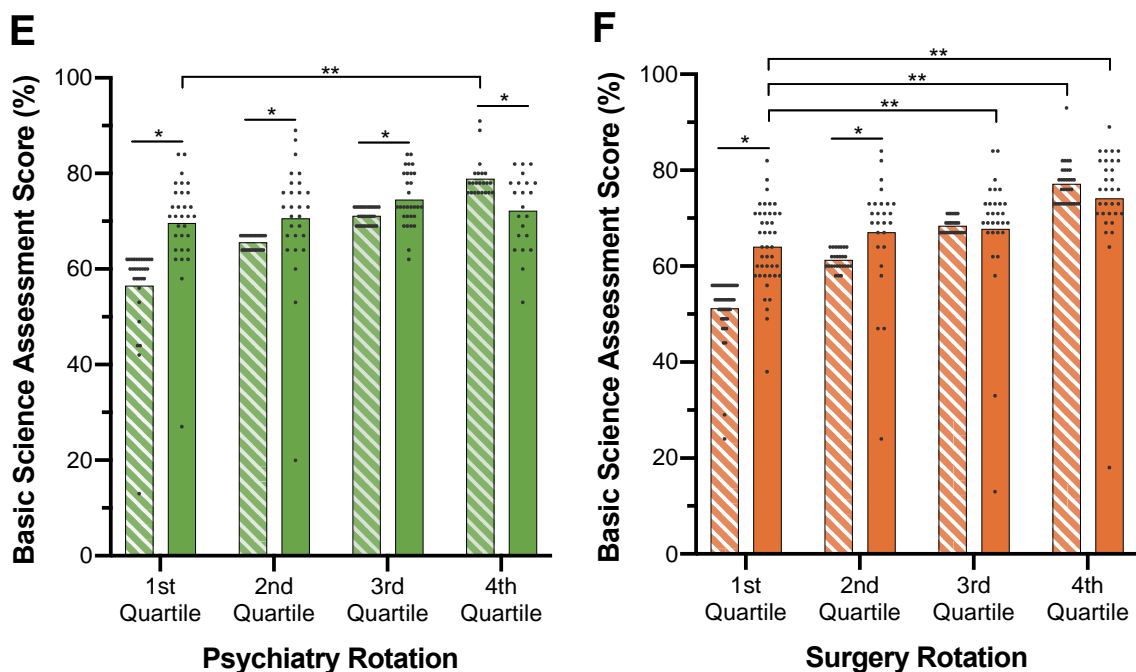 E
Basic Science Assessment Score (%)
100
80
60
40
20
0
*
*
**
*
*
1st
Quartile
2nd
Quartile
3rd
Quartile
4th
Quartile
Psychiatry Rotation
F
Basic Science Assessment Score (%)
100
80
60
40
20
0
**
**
**
*
*
1st
Quartile
2nd
Quartile
3rd
Quartile
4th
Quartile
Surgery Rotation